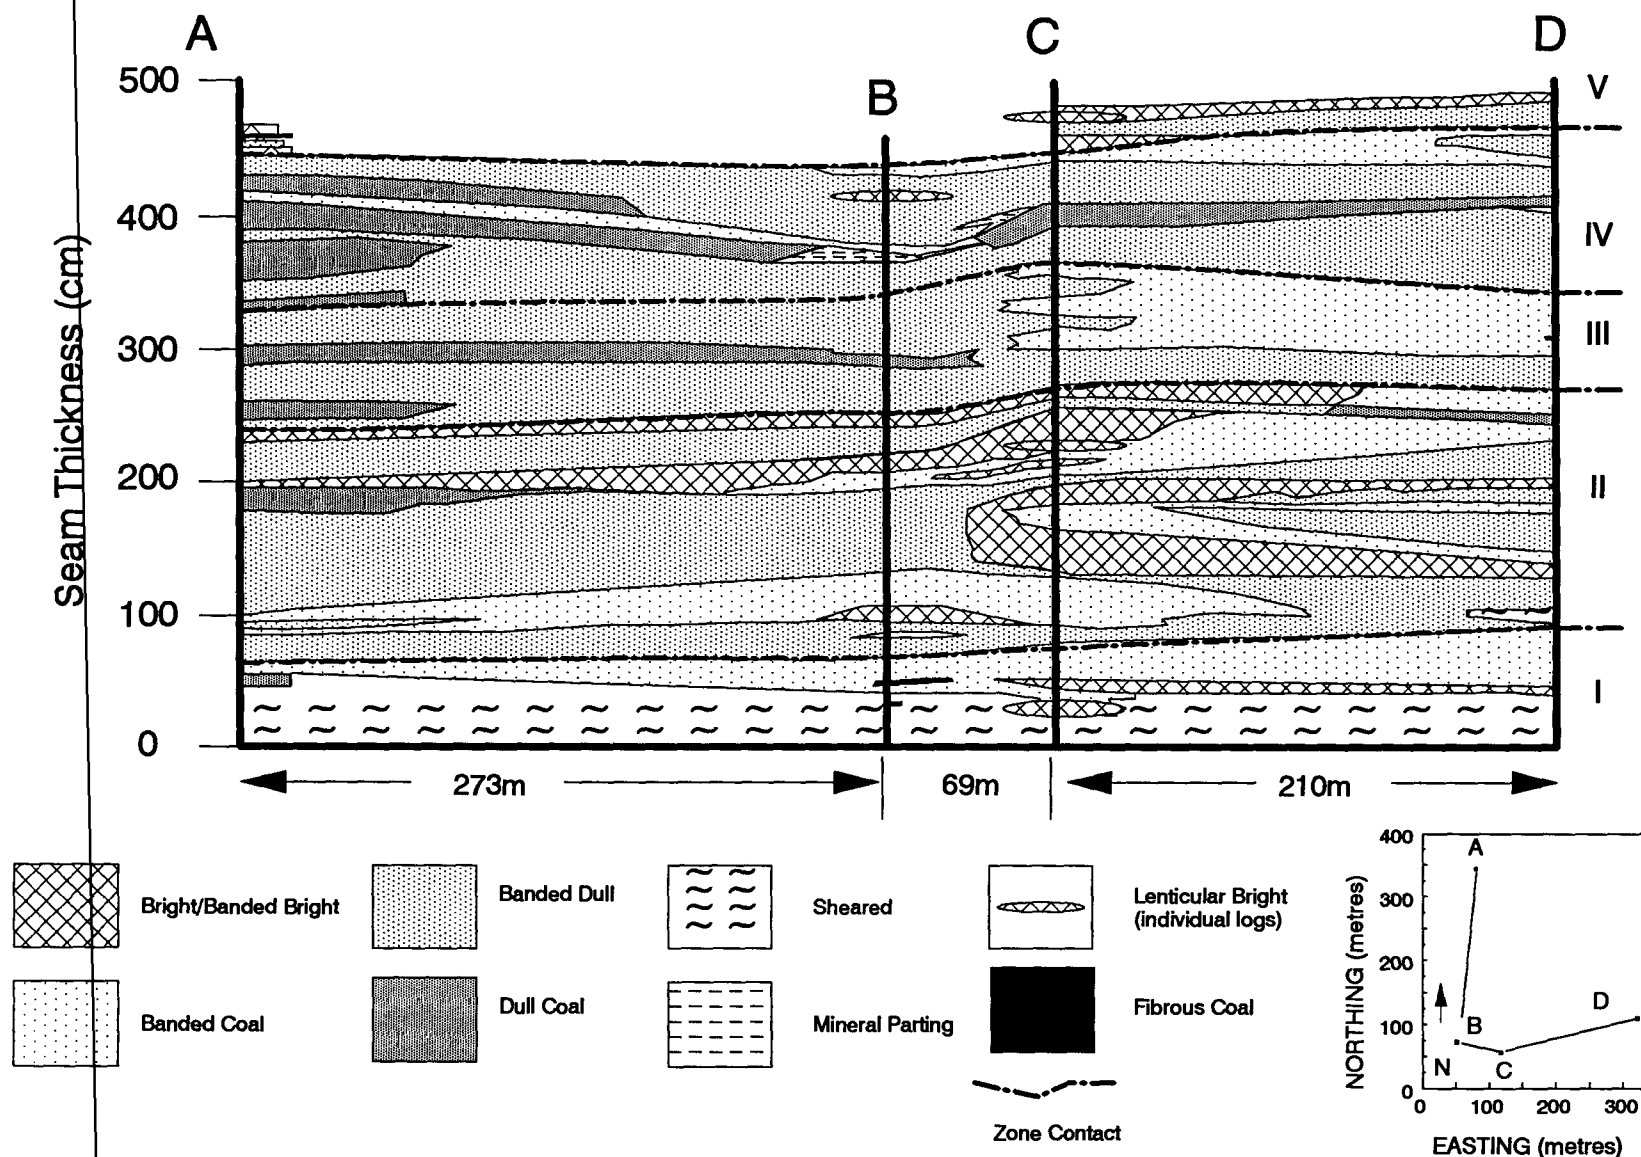 A
C
D
B
500
400
300
200
100
0
Seam Thickness (cm)
V
IV
III
II
I
273m
69m
210m
Bright/Banded Bright
Banded Dull
Sheared
Lenticular Bright
(individual logs)
Banded Coal
Dull Coal
Mineral Parting
Fibrous Coal
Zone Contact
NORTHING (metres)
400
300
200
100
0
A
B
C
D
N
0 100 200 300
EASTING (metres)